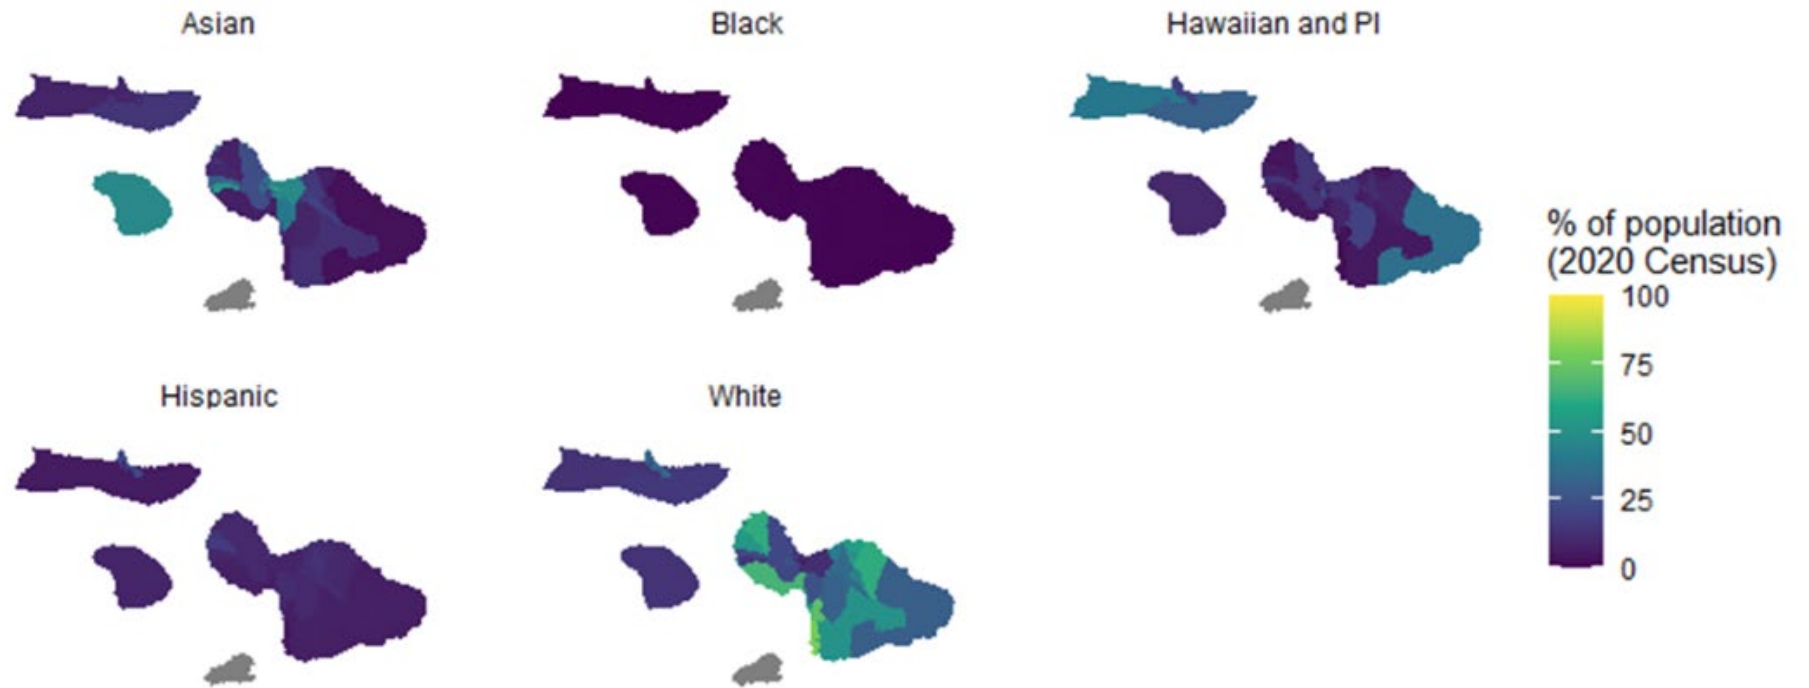 Asian
Black
Hawaiian and PI
% of population
(2020 Census)
100
75
50
25
0
Hispanic
White